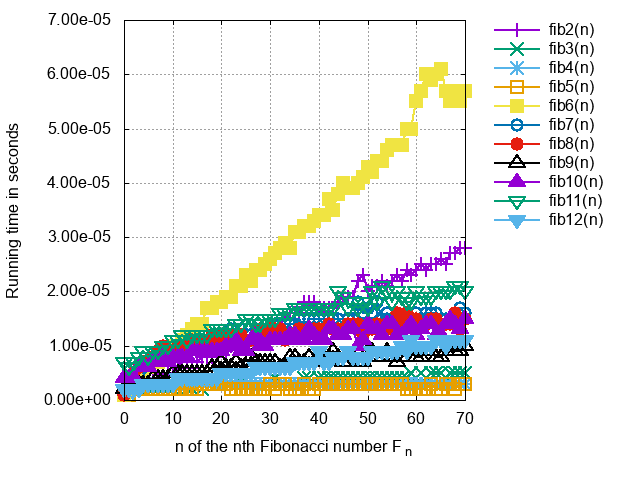 7.00e-05
6.00e-05
5.00e-05
4.00e-05
3.00e-05
2.00e-05
1.00e-05
0.00e+00
0 10 20 30 40 50 60 70
Running time in seconds
n of the nth Fibonacci number F n
fib2(n)
fib3(n)
fib4(n)
fib5(n)
fib6(n)
fib7(n)
fib8(n)
fib9(n)
fib10(n)
fib11(n)
fib12(n)